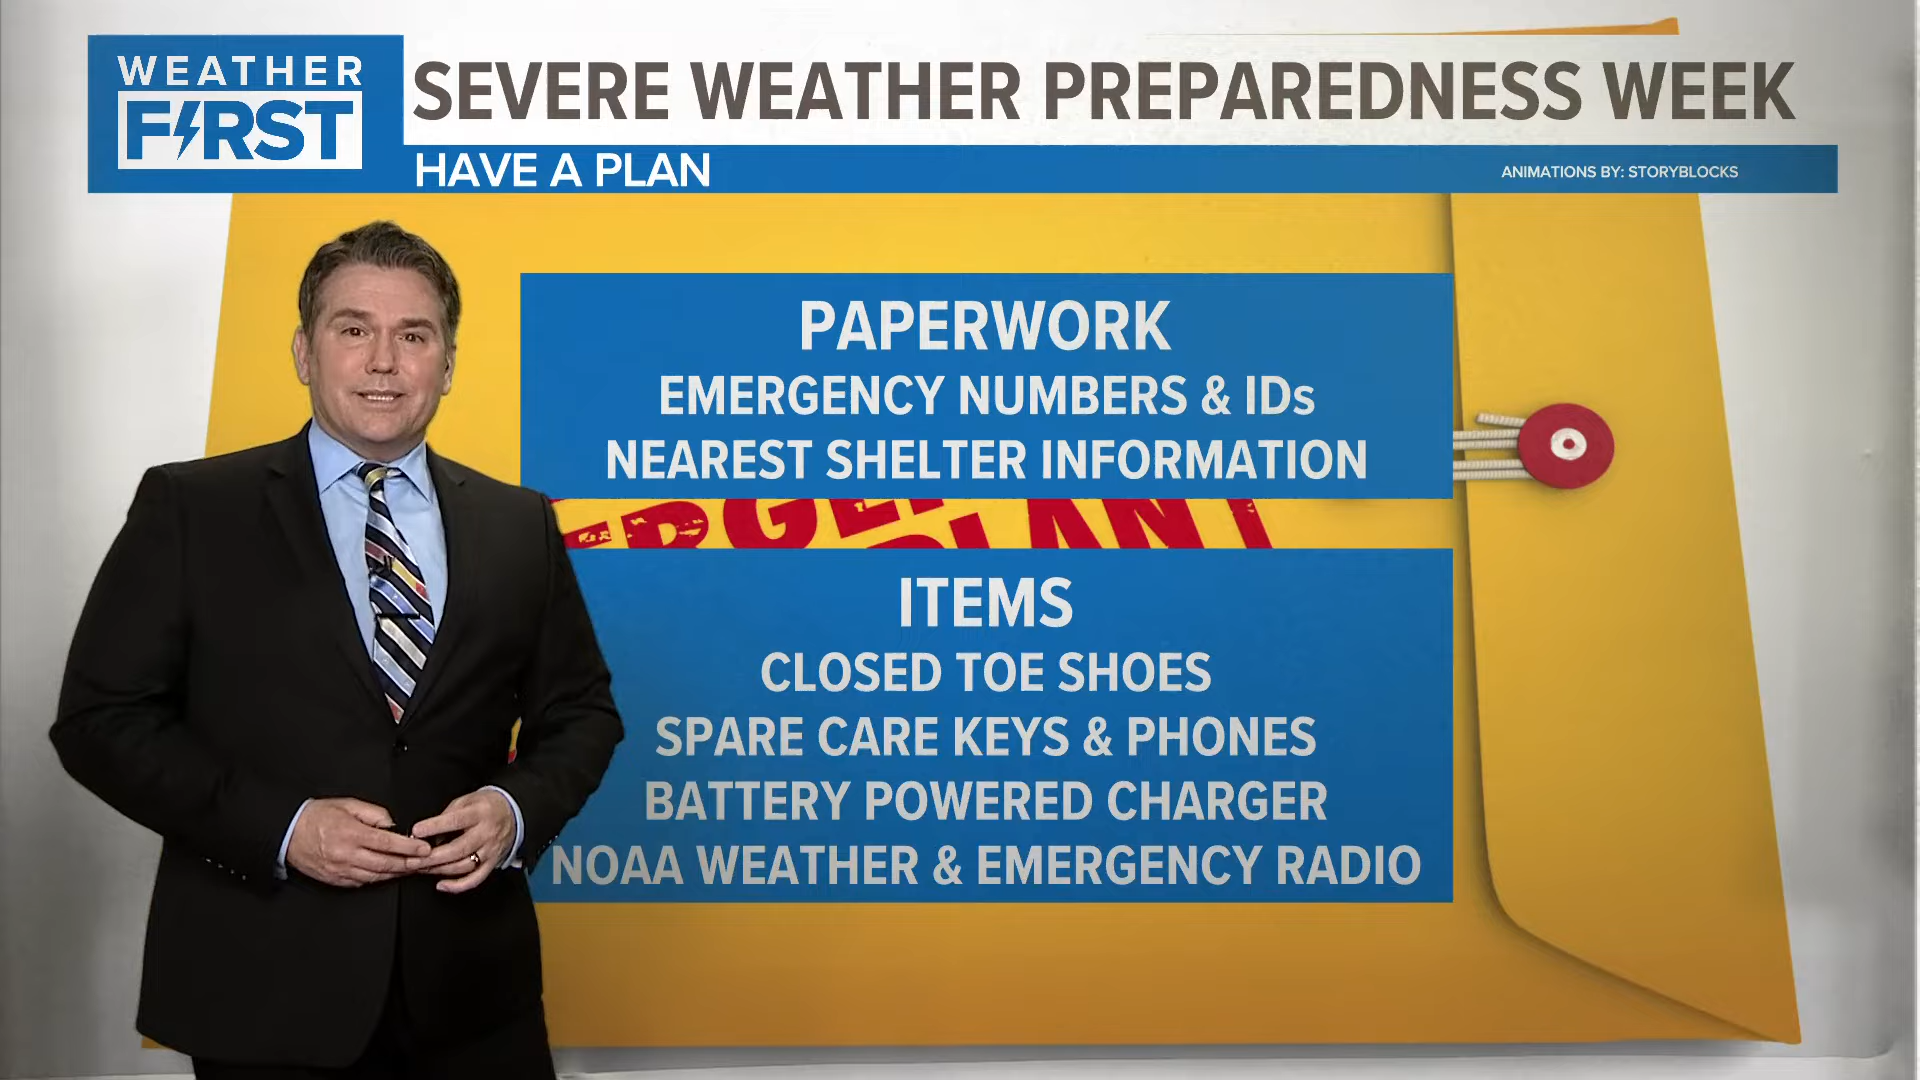 WEATHER
FIRST
SEVERE WEATHER PREPAREDNESS WEEK
HAVE A PLAN
ANIMATIONS BY: STORYBLOCKS
PAPERWORK
EMERGENCY NUMBERS & IDs
NEAREST SHELTER INFORMATION
ITEMS
CLOSED TOE SHOES
SPARE CARE KEYS & PHONES
BATTERY POWERED CHARGER
NOAA WEATHER & EMERGENCY RADIO